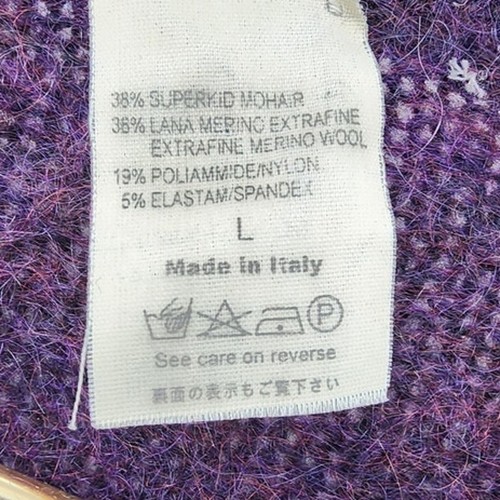 38% SUPERKID MOHAIR
38% LANA MERINO EXTRAFINE
EXTRAFINE MERINO WOOL
19% POLIAMMIDE/NYLON
5% ELASTAM/SPANDEX
L
Made in Italy
P
See care on reverse
裏面の表示もご覧下さい